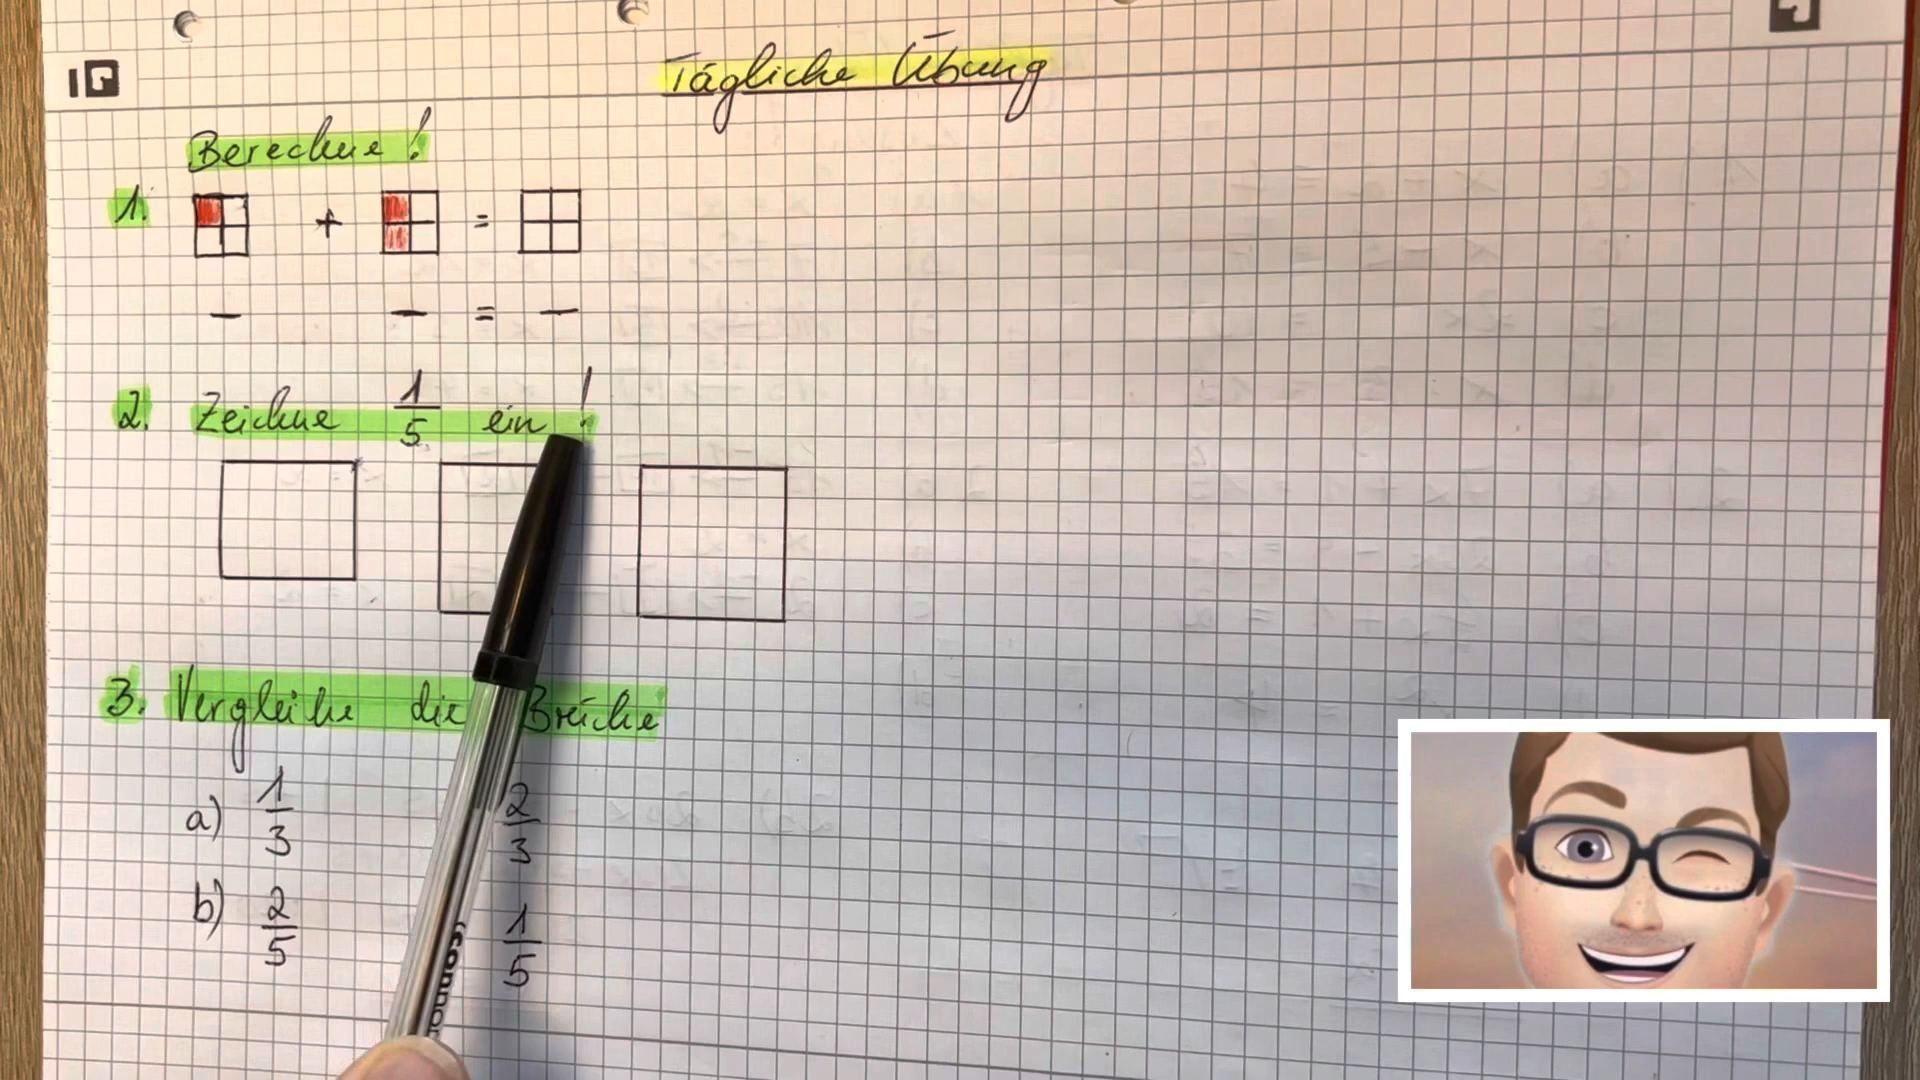 Tägliche Übung
Berechne!
1. + =
=
2. Zeichne 1/5 ein!
3. Vergleiche die Brüche
a) 1/3 2/3
b) 2/5 1/5